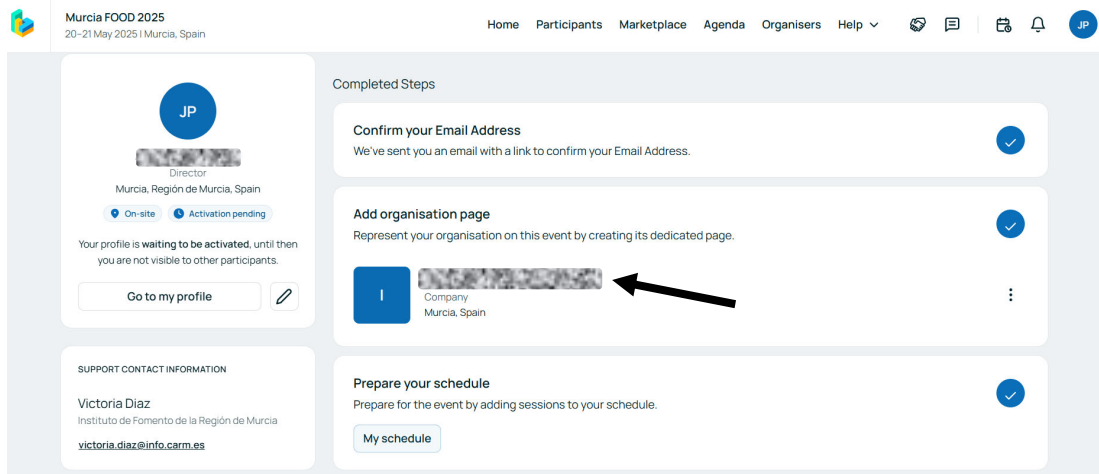 Murcia FOOD 2025
20–21 May 2025 | Murcia, Spain
Home Participants Marketplace Agenda Organisers Help
JP
JP
Director
Murcia, Región de Murcia, Spain
On-site Activation pending
Your profile is waiting to be activated, until then
you are not visible to other participants.
Go to my profile
SUPPORT CONTACT INFORMATION
Victoria Diaz
Instituto de Fomento de la Región de Murcia
victoria.diaz@info.carm.es
Completed Steps
Confirm your Email Address
We've sent you an email with a link to confirm your Email Address.
Add organisation page
Represent your organisation on this event by creating its dedicated page.
I
Company
Murcia, Spain
Prepare your schedule
Prepare for the event by adding sessions to your schedule.
My schedule